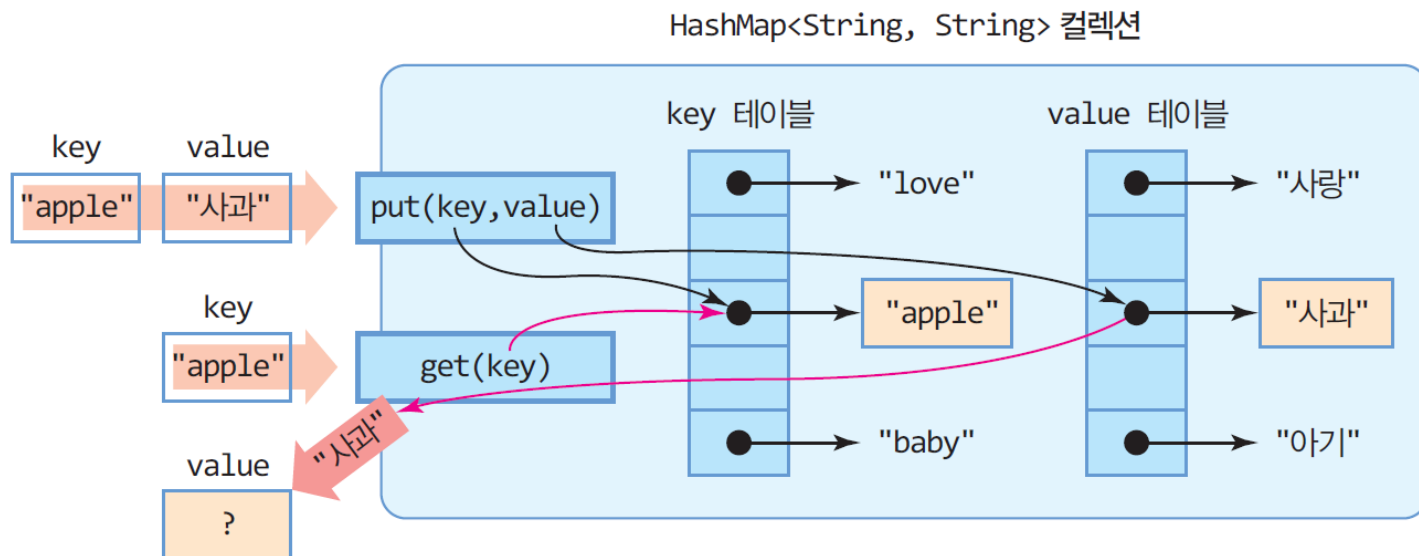 HashMap<String, String> 컬렉션
key 테이블
value 테이블
key
value
"apple"
"사과"
put(key,value)
"love"
"사랑"
"apple"
"사과"
key
"apple"
get(key)
"사과"
"baby"
"아기"
value
?